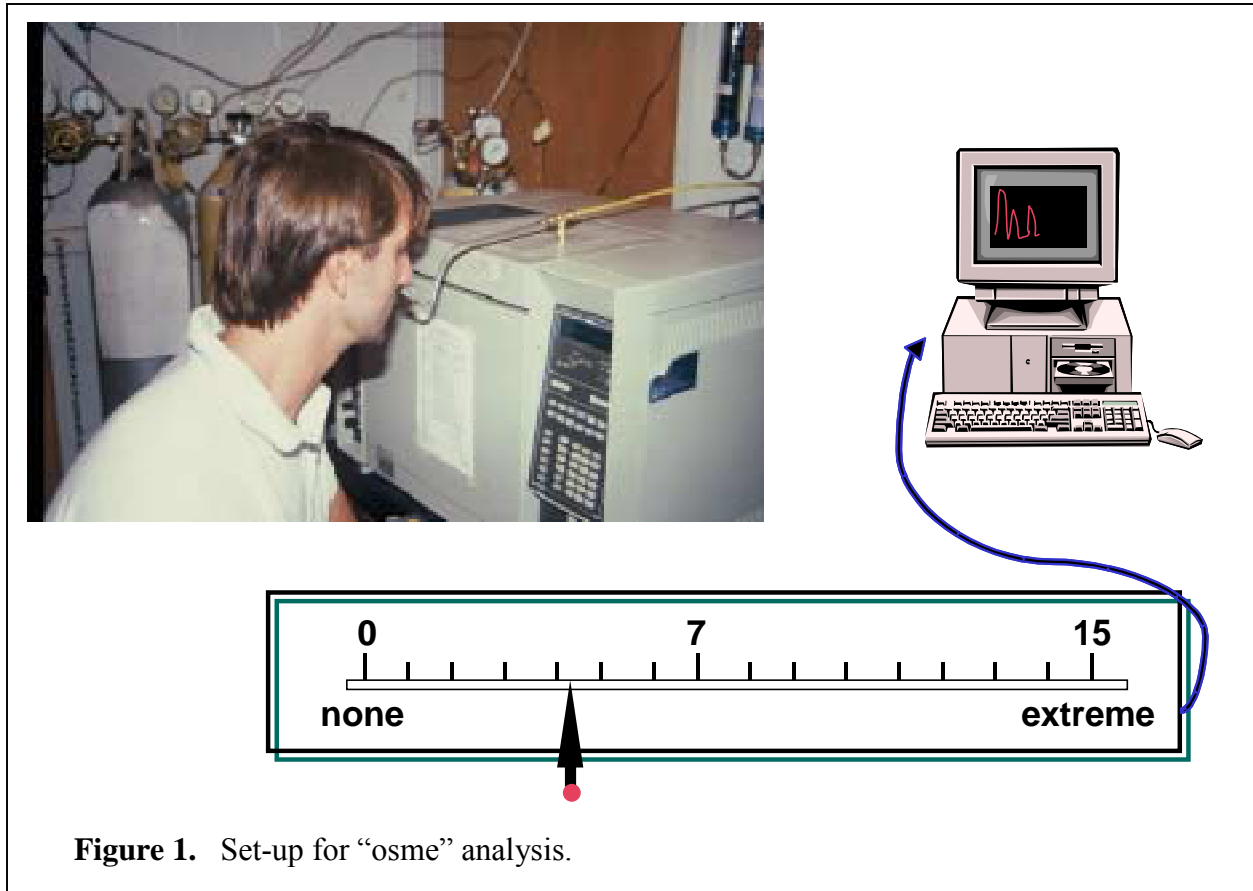 0 7 15
none extreme
Figure 1. Set-up for “osme” analysis.